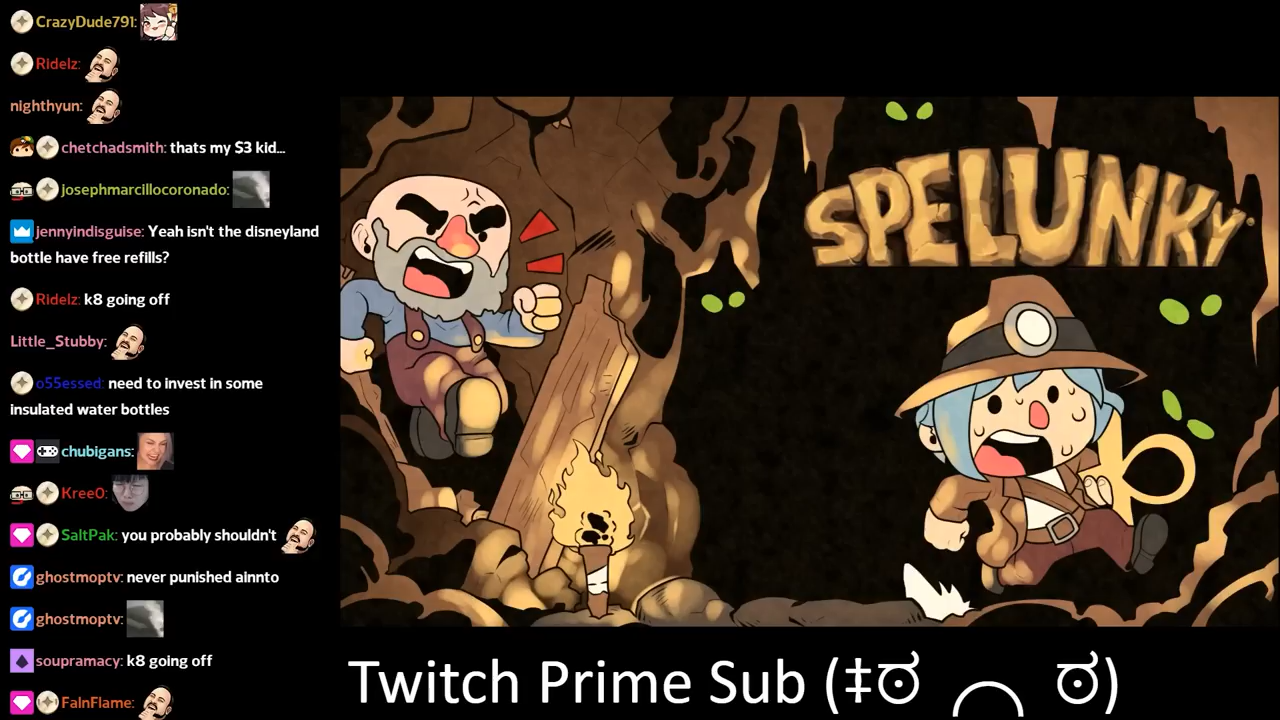 CrazyDude791:
Ridelz:
nighthyun:
chetchadsmith: thats my $3 kid...
josephmarcillocoronado:
jennyindisguise: Yeah isn't the disneyland
bottle have free refills?
Ridelz: k8 going off
Little_Stubby:
o55essed: need to invest in some
insulated water bottles
chubigans:
Kree0:
SaltPak: you probably shouldn't
ghostmoptv: never punished ainnto
ghostmoptv:
soupramacy: k8 going off
FalnFlame:
SPELUNKY
Twitch Prime Sub (‡ಠ ╭╮ ಠ)